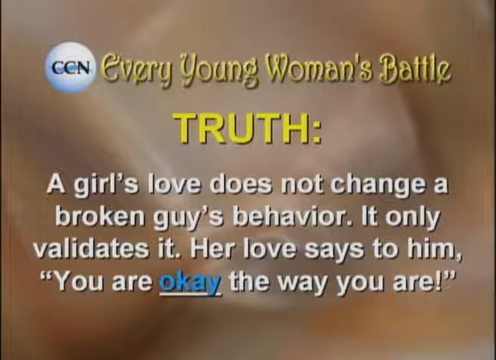 CCN Every Young Woman's Battle
TRUTH:
A girl's love does not change a
broken guy's behavior. It only
validates it. Her love says to him,
"You are okay the way you are!"